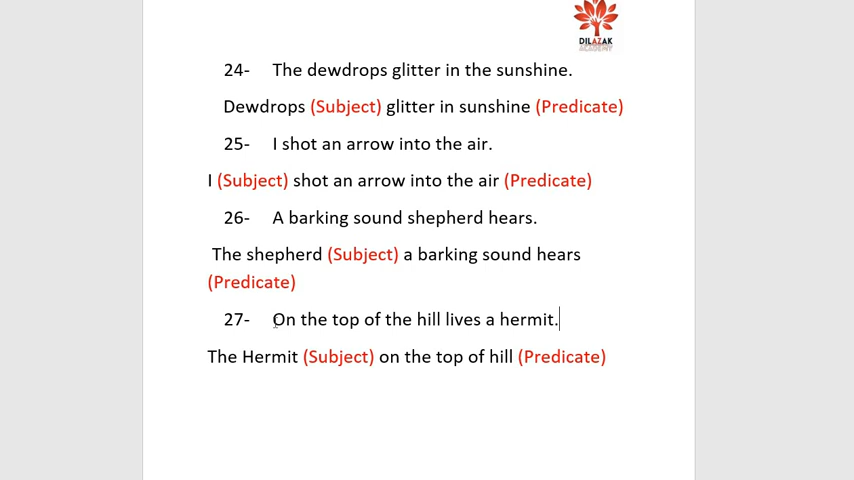 DILAZAK
ACADEMY
24- The dewdrops glitter in the sunshine.
Dewdrops (Subject) glitter in sunshine (Predicate)
25- I shot an arrow into the air.
I (Subject) shot an arrow into the air (Predicate)
26- A barking sound shepherd hears.
The shepherd (Subject) a barking sound hears
(Predicate)
27- On the top of the hill lives a hermit.
The Hermit (Subject) on the top of hill (Predicate)